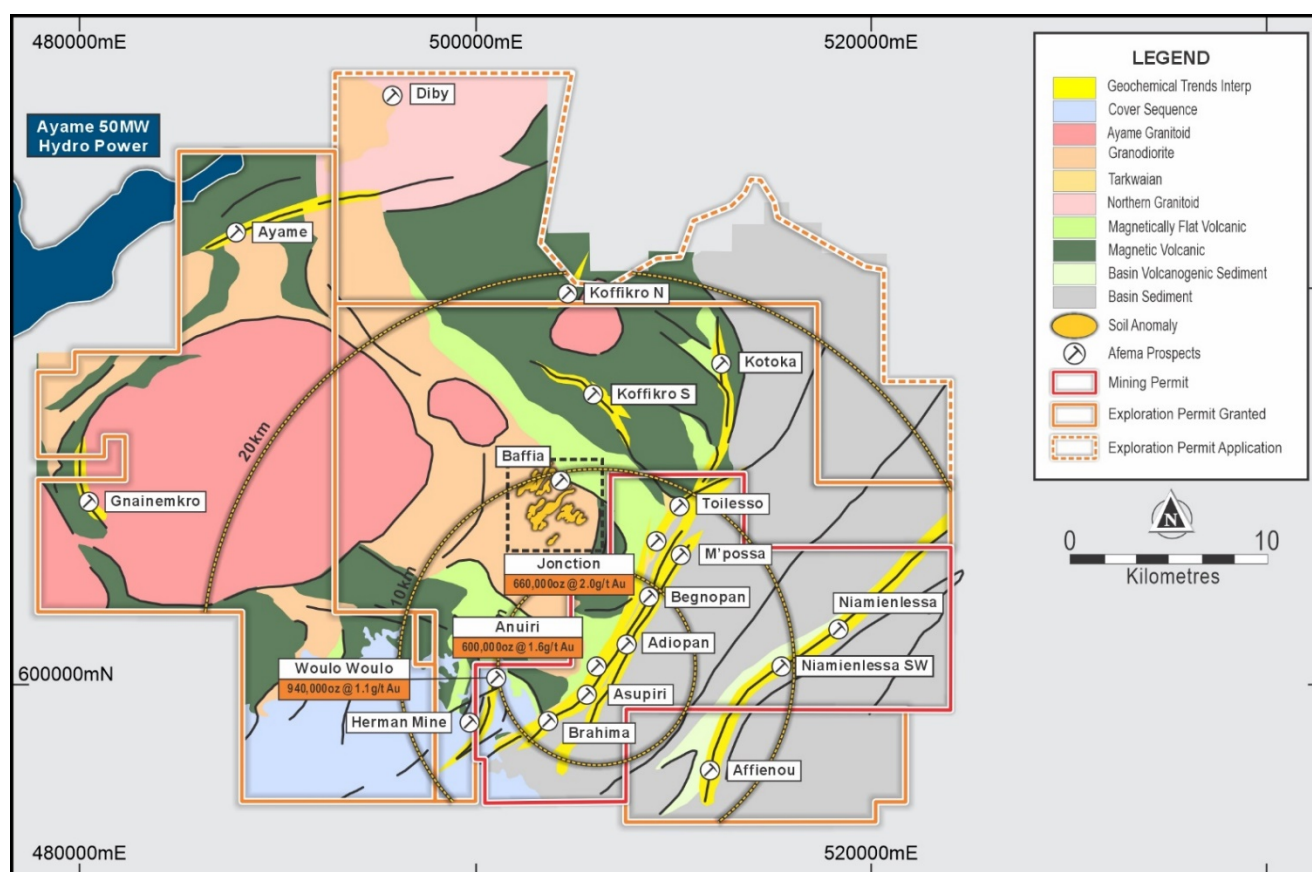 480000mE
500000mE
520000mE
Ayame 50MW
Hydro Power
Diby
Ayame
Koffikro N
Kotoka
Koffikro S
20km
Baffia
Gnainemkro
Toilesso
M'possa
Jonction
660,000oz @ 2.0g/t Au
10km
Begnopan
Niamienlessa
Anuiri
600,000oz @ 1.6g/t Au
Adiopan
Woulo Woulo
940,000oz @ 1.1g/t Au
Niamienlessa SW
600000mN
Asupiri
Herman Mine
Brahima
Affienou
480000mE
500000mE
520000mE
LEGEND
Geochemical Trends Interp
Cover Sequence
Ayame Granitoid
Granodiorite
Tarkwaian
Northern Granitoid
Magnetically Flat Volcanic
Magnetic Volcanic
Basin Volcanogenic Sediment
Basin Sediment
Soil Anomaly
Afema Prospects
Mining Permit
Exploration Permit Granted
Exploration Permit Application
N
0 10
Kilometres